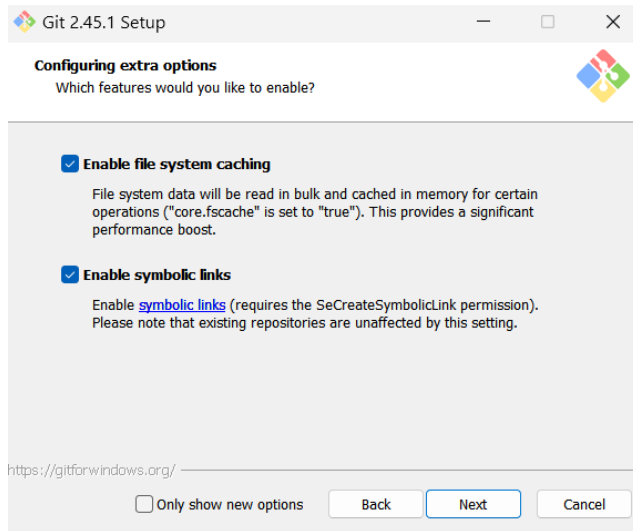 Git 2.45.1 Setup
Configuring extra options
Which features would you like to enable?
Enable file system caching
File system data will be read in bulk and cached in memory for certain
operations ("core.fscache" is set to "true"). This provides a significant
performance boost.
Enable symbolic links
Enable symbolic links (requires the SeCreateSymbolicLink permission).
Please note that existing repositories are unaffected by this setting.
https://gitforwindows.org/
Only show new options
Back
Next
Cancel